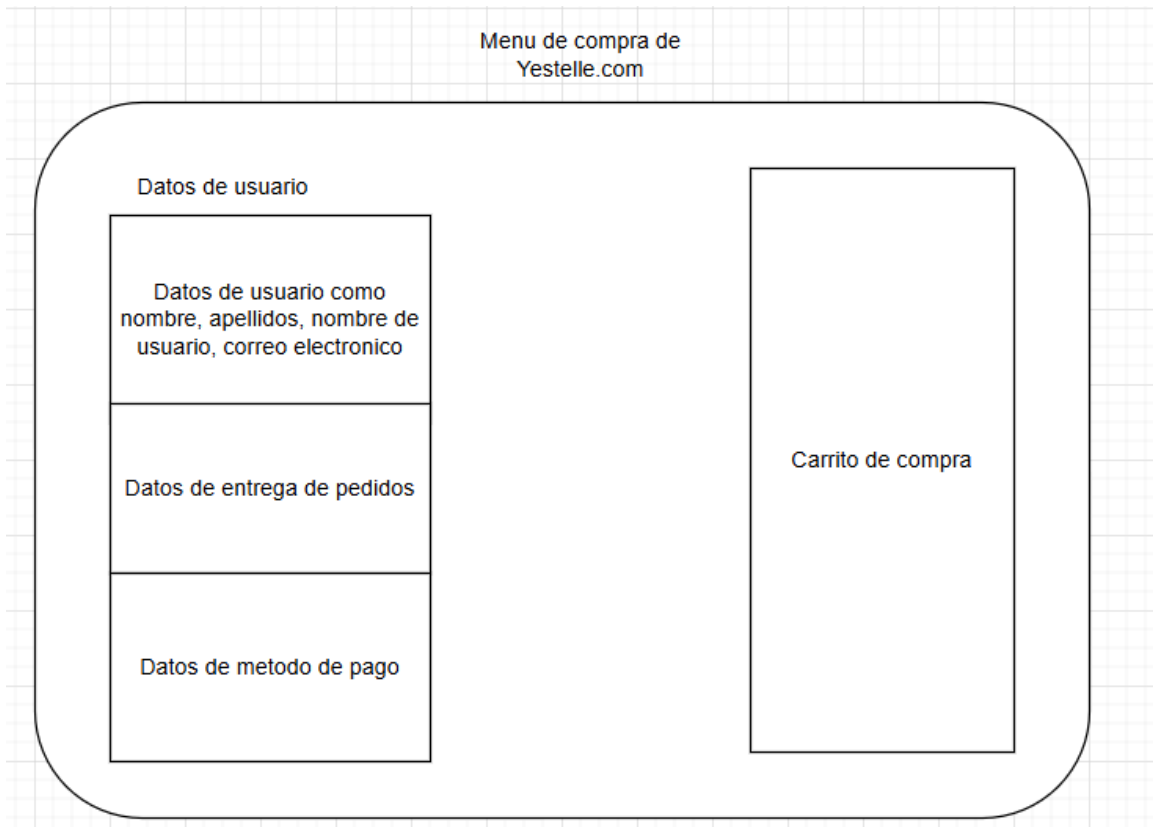 Menu de compra de
Yestelle.com
Datos de usuario
Datos de usuario como
nombre, apellidos, nombre de
usuario, correo electronico
Datos de entrega de pedidos
Datos de metodo de pago
Carrito de compra